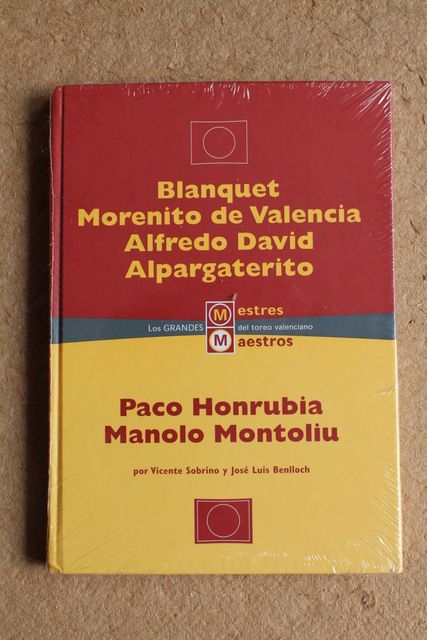 Blanquet
Morenito de Valencia
Alfredo David
Alpargaterito
Mestres
Los GRANDES del toreo valenciano
Maestros
Paco Honrubia
Manolo Montoliu
por Vicente Sobrino y José Luis Benlloch